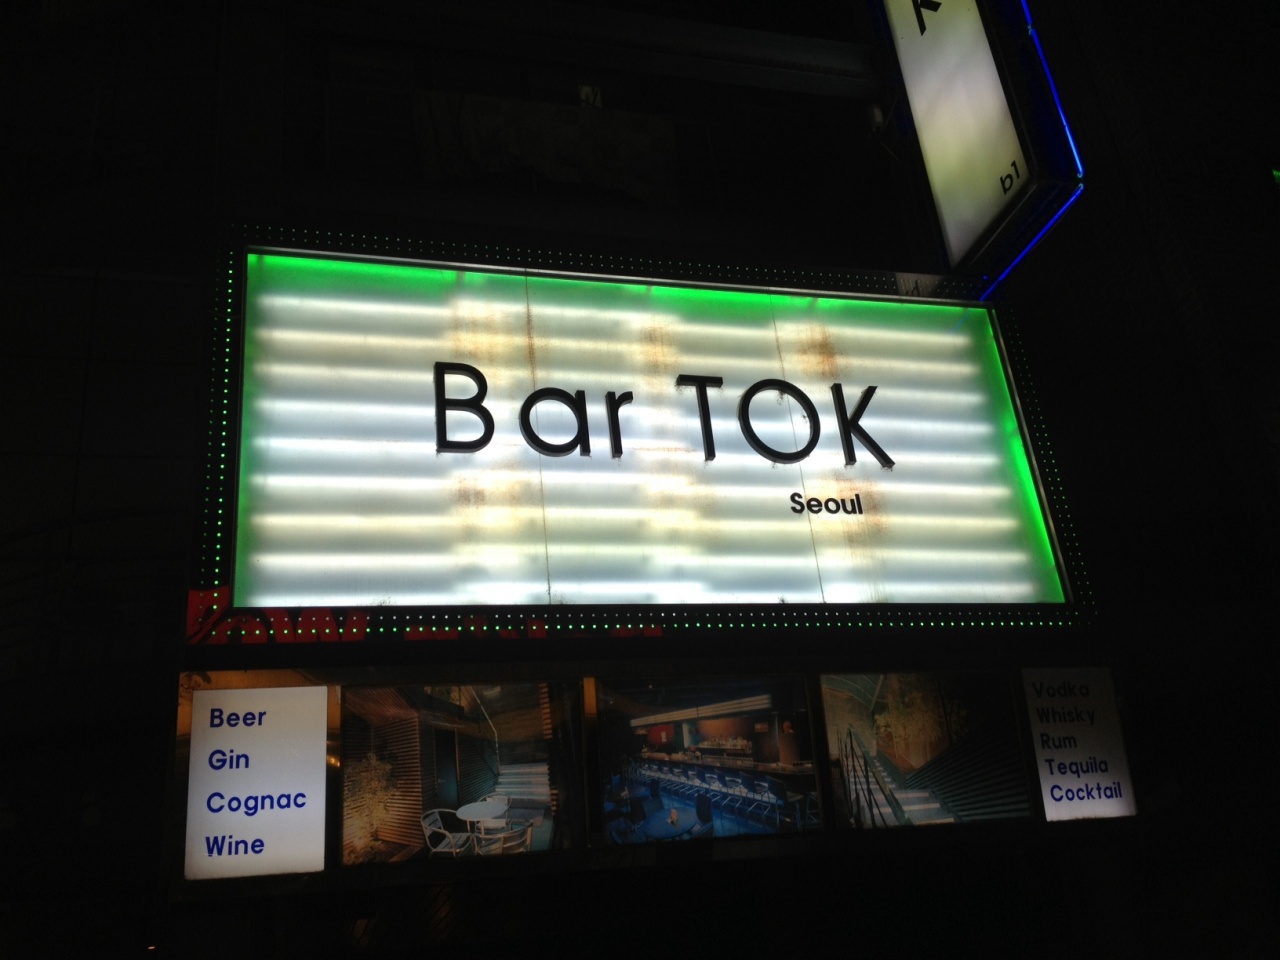 b1
Bar TOK
Seoul
Beer
Gin
Cognac
Wine
Vodka
Whisky
Rum
Tequila
Cocktail